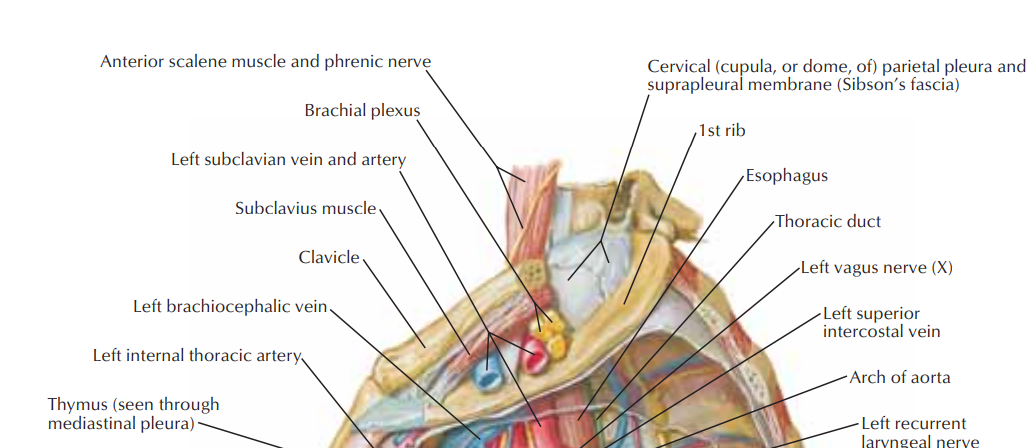 Anterior scalene muscle and phrenic nerve
Brachial plexus
Left subclavian vein and artery
Subclavius muscle
Clavicle
Left brachiocephalic vein
Left internal thoracic artery
Thymus (seen through
mediastinal pleura)
Cervical (cupula, or dome, of) parietal pleura and
suprapleural membrane (Sibson's fascia)
1st rib
Esophagus
Thoracic duct
Left vagus nerve (X)
Left superior
intercostal vein
Arch of aorta
Left recurrent
laryngeal nerve